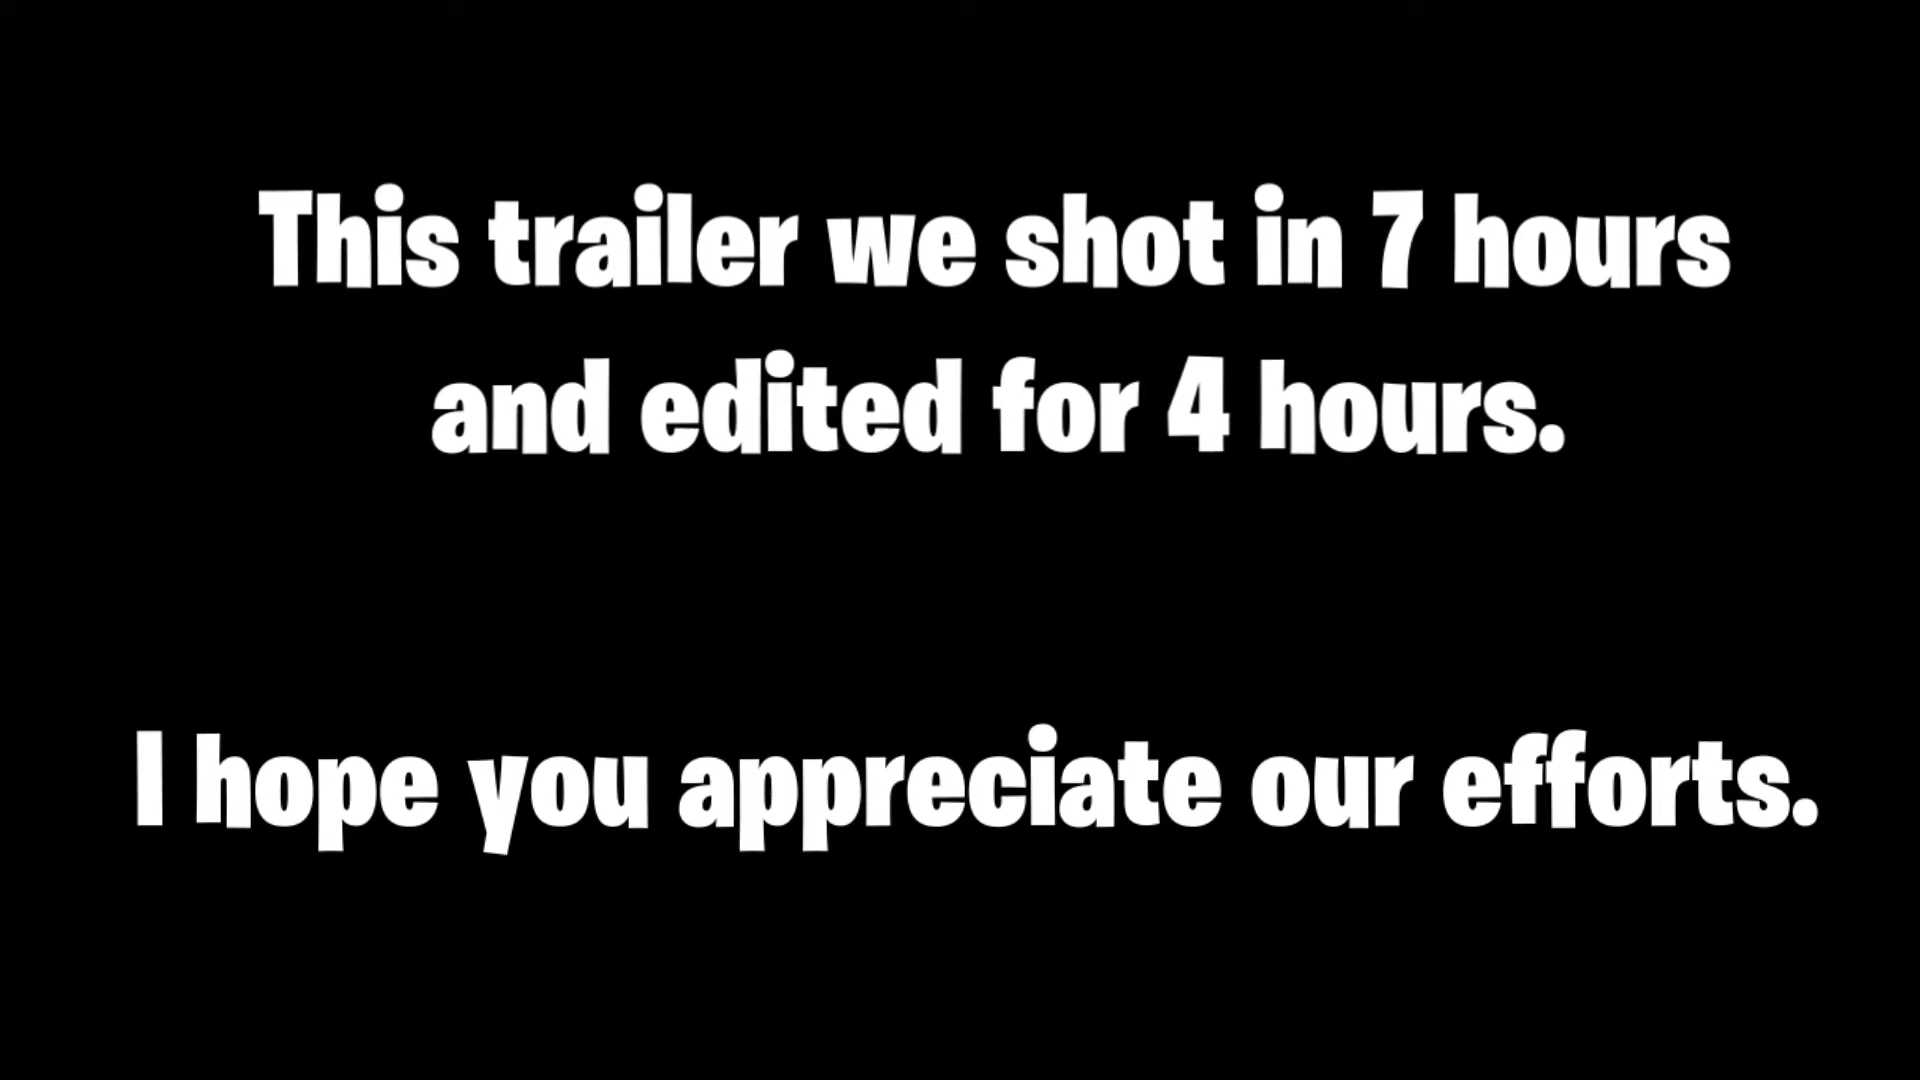 This trailer we shot in 7 hours
and edited for 4 hours.
I hope you appreciate our efforts.